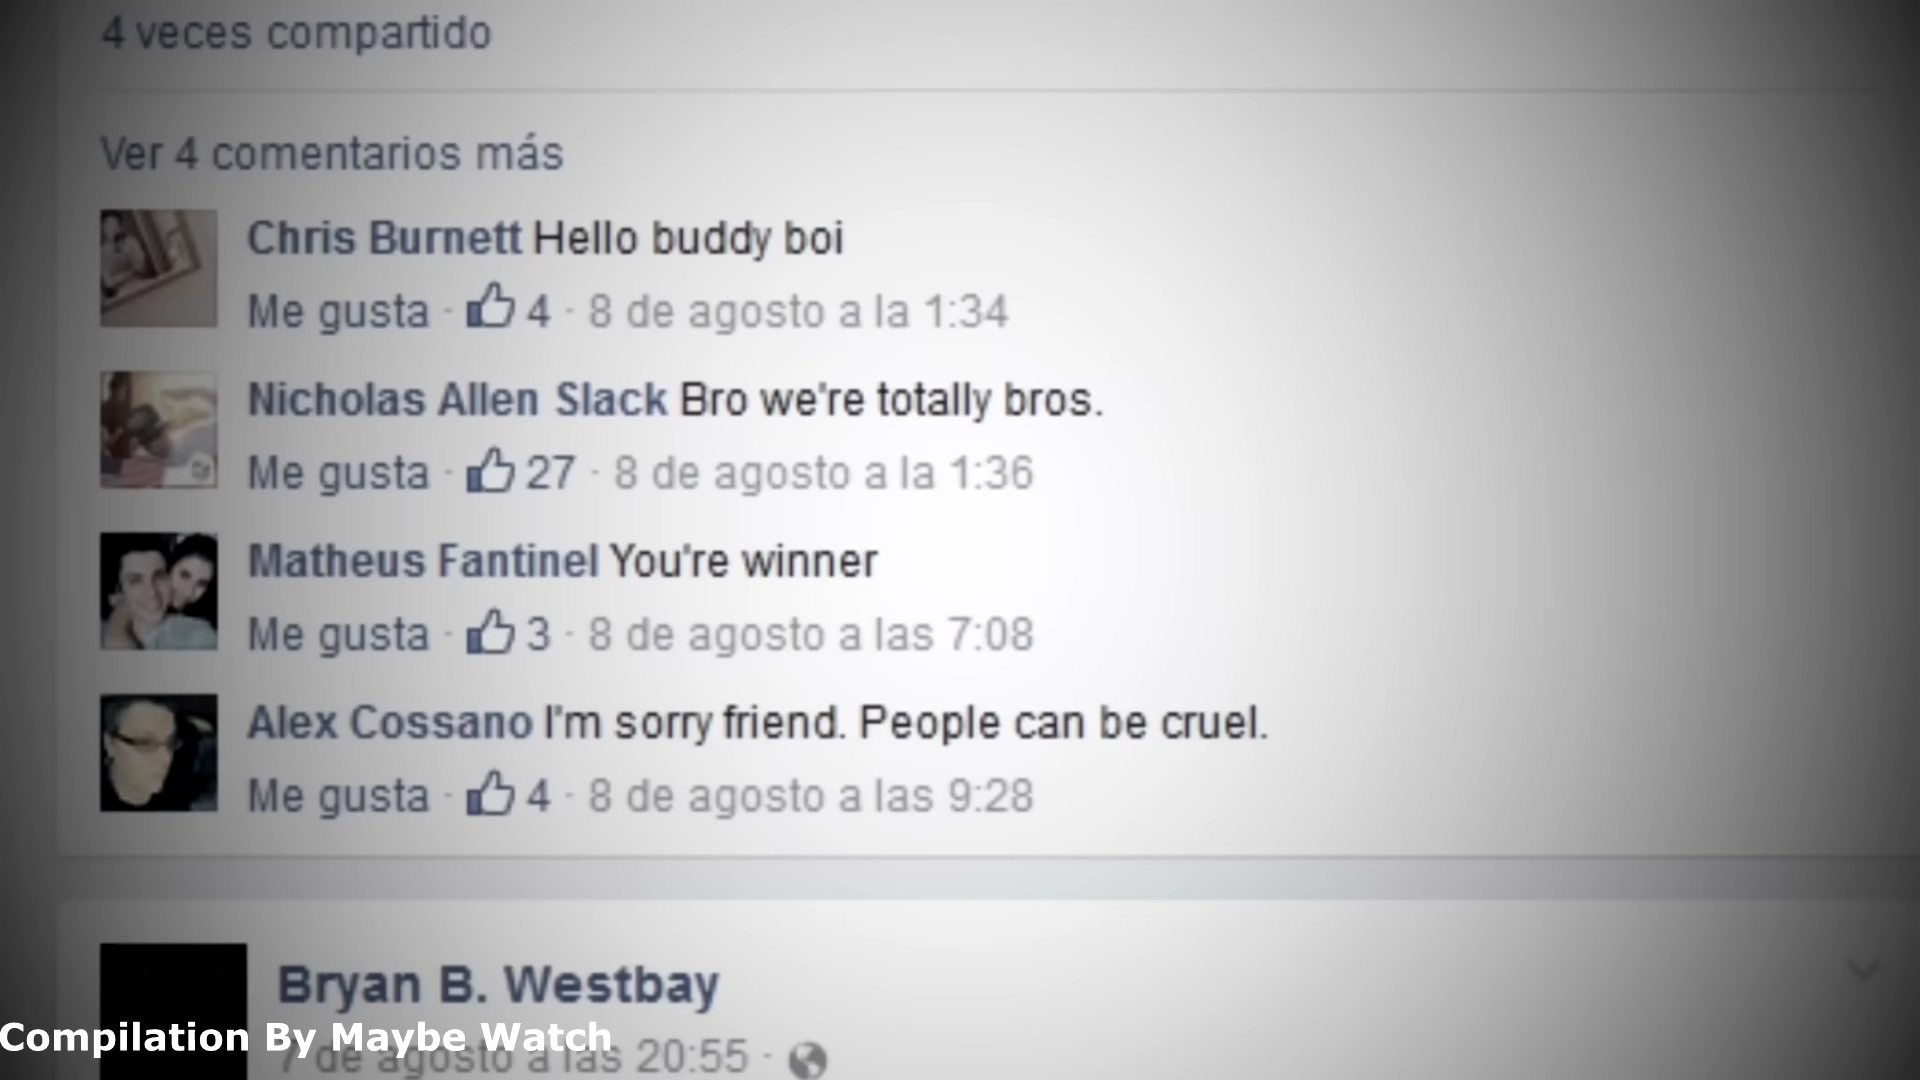 4 veces compartido
Ver 4 comentarios más
Chris Burnett Hello buddy boi
Me gusta · 4 · 8 de agosto a la 1:34
Nicholas Allen Slack Bro we're totally bros.
Me gusta · 27 · 8 de agosto a la 1:36
Matheus Fantinel You're winner
Me gusta · 3 · 8 de agosto a las 7:08
Alex Cossano I'm sorry friend. People can be cruel.
Me gusta · 4 · 8 de agosto a las 9:28
Bryan B. Westbay
Compilation By Maybe Watch
7 de agosto a las 20:55 ·